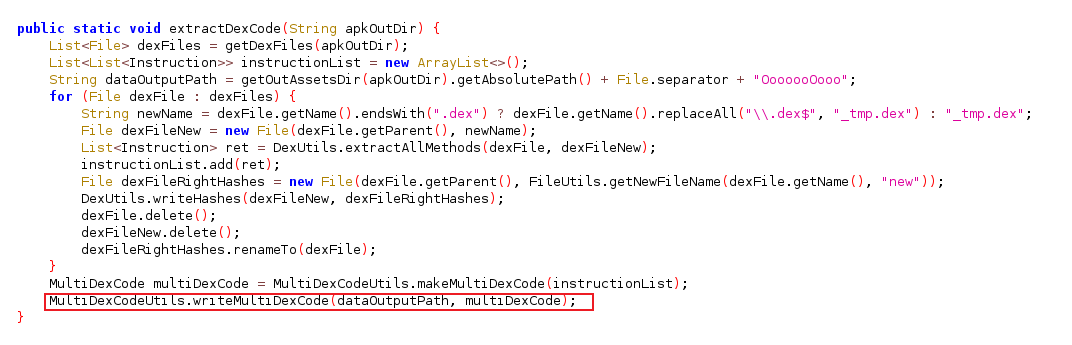 public static void extractDexCode(String apkOutDir) {
    List<File> dexFiles = getDexFiles(apkOutDir);
    List<List<Instruction>> instructionList = new ArrayList<>();
    String dataOutputPath = getOutAssetsDir(apkOutDir).getAbsolutePath() + File.separator + "OoooooOooo";
    for (File dexFile : dexFiles) {
        String newName = dexFile.getName().endsWith(".dex") ? dexFile.getName().replaceAll("\\.dex$", "_tmp.dex") : "_tmp.dex";
        File dexFileNew = new File(dexFile.getParent(), newName);
        List<Instruction> ret = DexUtils.extractAllMethods(dexFile, dexFileNew);
        instructionList.add(ret);
        File dexFileRightHashes = new File(dexFile.getParent(), FileUtils.getNewFileName(dexFile.getName(), "new"));
        DexUtils.writeHashes(dexFileNew, dexFileRightHashes);
        dexFile.delete();
        dexFileNew.delete();
        dexFileRightHashes.renameTo(dexFile);
    }
    MultiDexCode multiDexCode = MultiDexCodeUtils.makeMultiDexCode(instructionList);
    MultiDexCodeUtils.writeMultiDexCode(dataOutputPath, multiDexCode);
}